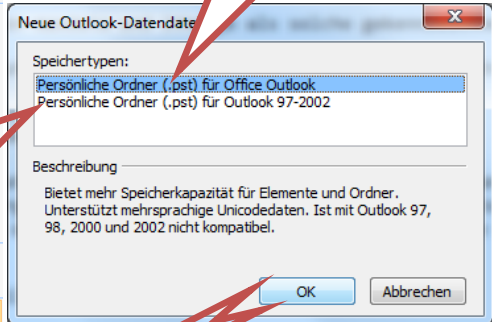 Neue Outlook-Datendate
Speichertypen:
Persönliche Ordner (.pst) für Office Outlook
Persönliche Ordner (.pst) für Outlook 97-2002
Beschreibung
Bietet mehr Speicherkapazität für Elemente und Ordner.
Unterstützt mehrsprachige Unicodedaten. Ist mit Outlook 97,
98, 2000 und 2002 nicht kompatibel.
OK
Abbrechen